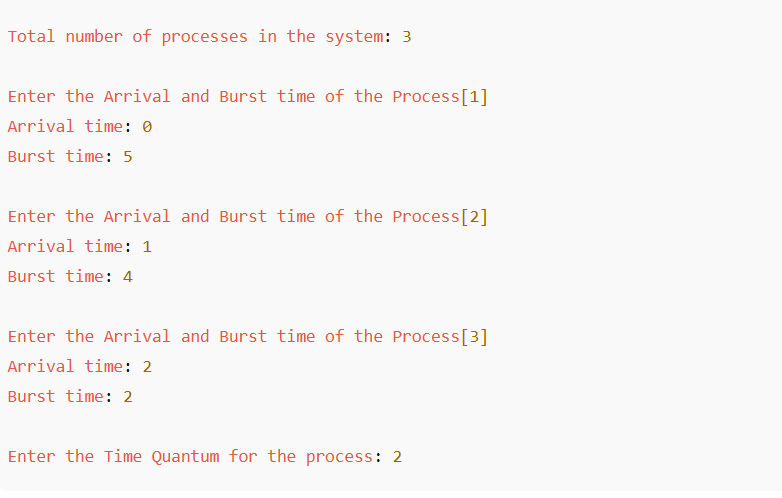 Total number of processes in the system: 3
Enter the Arrival and Burst time of the Process[1]
Arrival time: 0
Burst time: 5
Enter the Arrival and Burst time of the Process[2]
Arrival time: 1
Burst time: 4
Enter the Arrival and Burst time of the Process[3]
Arrival time: 2
Burst time: 2
Enter the Time Quantum for the process: 2